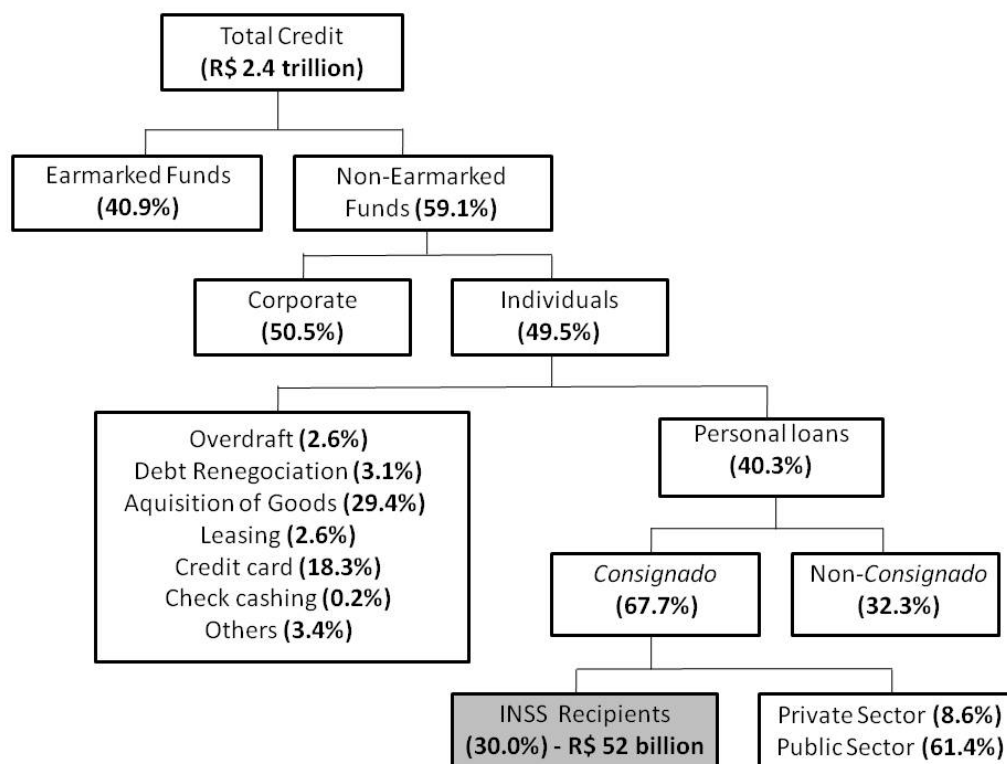 Total Credit
(R$ 2.4 trillion)
Earmarked Funds
(40.9%)
Non-Earmarked
Funds (59.1%)
Corporate
(50.5%)
Individuals
(49.5%)
Overdraft (2.6%)
Debt Renegociation (3.1%)
Aquisition of Goods (29.4%)
Leasing (2.6%)
Credit card (18.3%)
Check cashing (0.2%)
Others (3.4%)
Personal loans
(40.3%)
Consignado
(67.7%)
Non-Consignado
(32.3%)
INSS Recipients
(30.0%) - R$ 52 billion
Private Sector (8.6%)
Public Sector (61.4%)